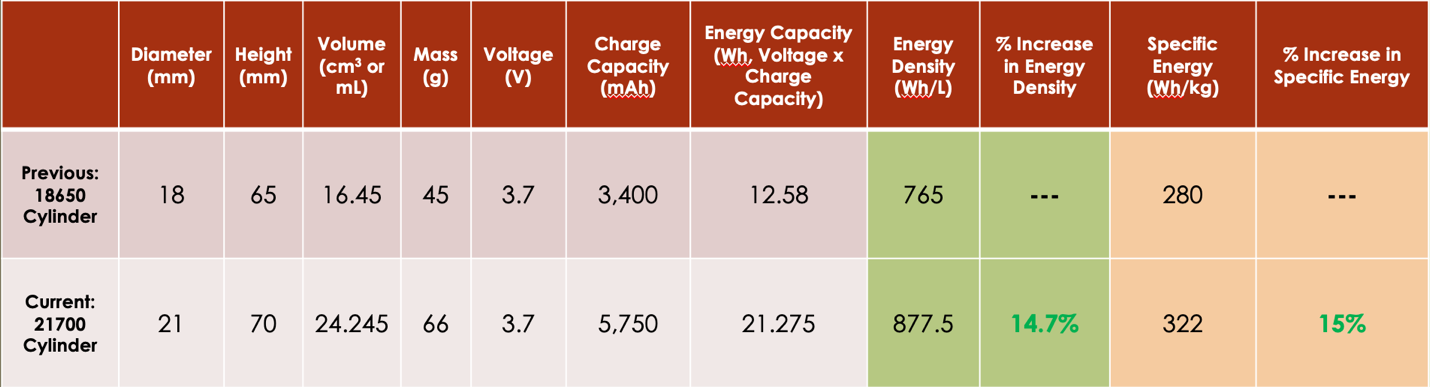 Diameter
(mm)
Height
(mm)
Volume
(cm³ or
mL)
Mass
(g)
Voltage
(V)
Charge
Capacity
(mAh)
Energy Capacity
(Wh, Voltage x
Charge
Capacity)
Energy
Density
(Wh/L)
% Increase
in Energy
Density
Specific
Energy
(Wh/kg)
% Increase in
Specific Energy
Previous:
18650
Cylinder
18
65
16.45
45
3.7
3,400
12.58
765
---
280
---
Current:
21700
Cylinder
21
70
24.245
66
3.7
5,750
21.275
877.5
14.7%
322
15%